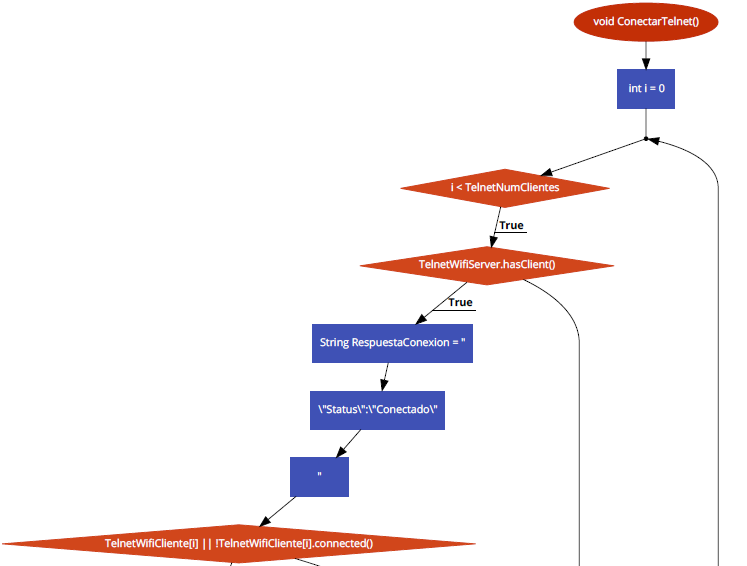 void ConectarTelnet()
int i = 0
i < TelnetNumClientes
True
TelnetWifiServer.hasClient()
True
String RespuestaConexion = "
\"Status\":\"Conectado\"
"
TelnetWifiCliente[i] || !TelnetWifiCliente[i].connected()